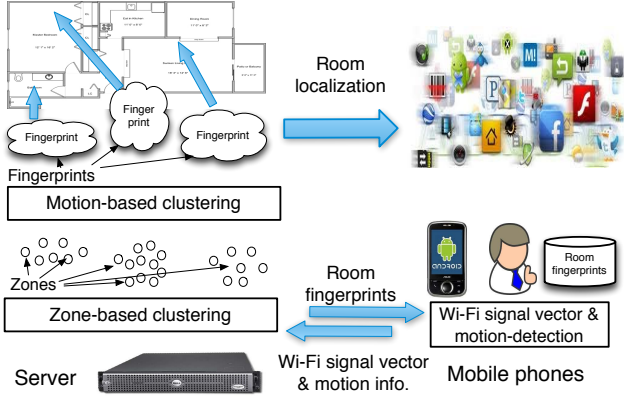 Room
localization
Fingerprint
Finger
print
Fingerprint
Fingerprints
Motion-based clustering
M!
P
f
Zones
Zone-based clustering
Room
fingerprints
Wi-Fi signal vector
& motion info.
ANDROID
Room
fingerprints
Wi-Fi signal vector &
motion-detection
Server
Mobile phones